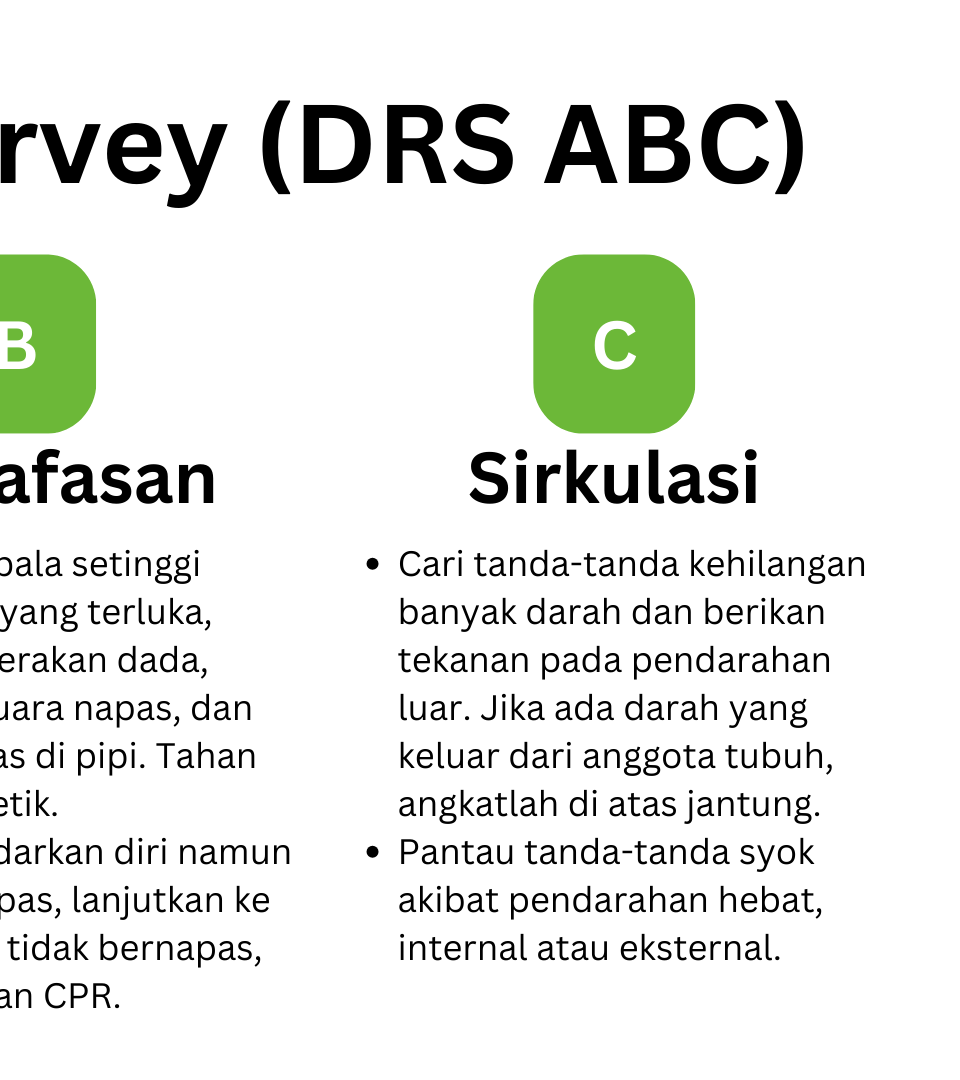 rvey (DRS ABC)
B
afasan
pala setinggi
yang terluka,
erakan dada,
uara napas, dan
as di pipi. Tahan
etik.
darkan diri namun
pas, lanjutkan ke
tidak bernapas,
an CPR.
C
Sirkulasi
• Cari tanda-tanda kehilangan
banyak darah dan berikan
tekanan pada pendarahan
luar. Jika ada darah yang
keluar dari anggota tubuh,
angkatlah di atas jantung.
• Pantau tanda-tanda syok
akibat pendarahan hebat,
internal atau eksternal.